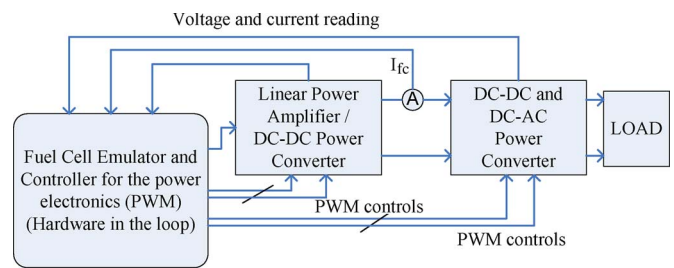 Voltage and current reading
Ifc
A
Linear Power
Amplifier /
DC-DC Power
Converter
DC-DC and
DC-AC
Power
Converter
LOAD
Fuel Cell Emulator and
Controller for the power
electronics (PWM)
(Hardware in the loop)
PWM controls
PWM controls